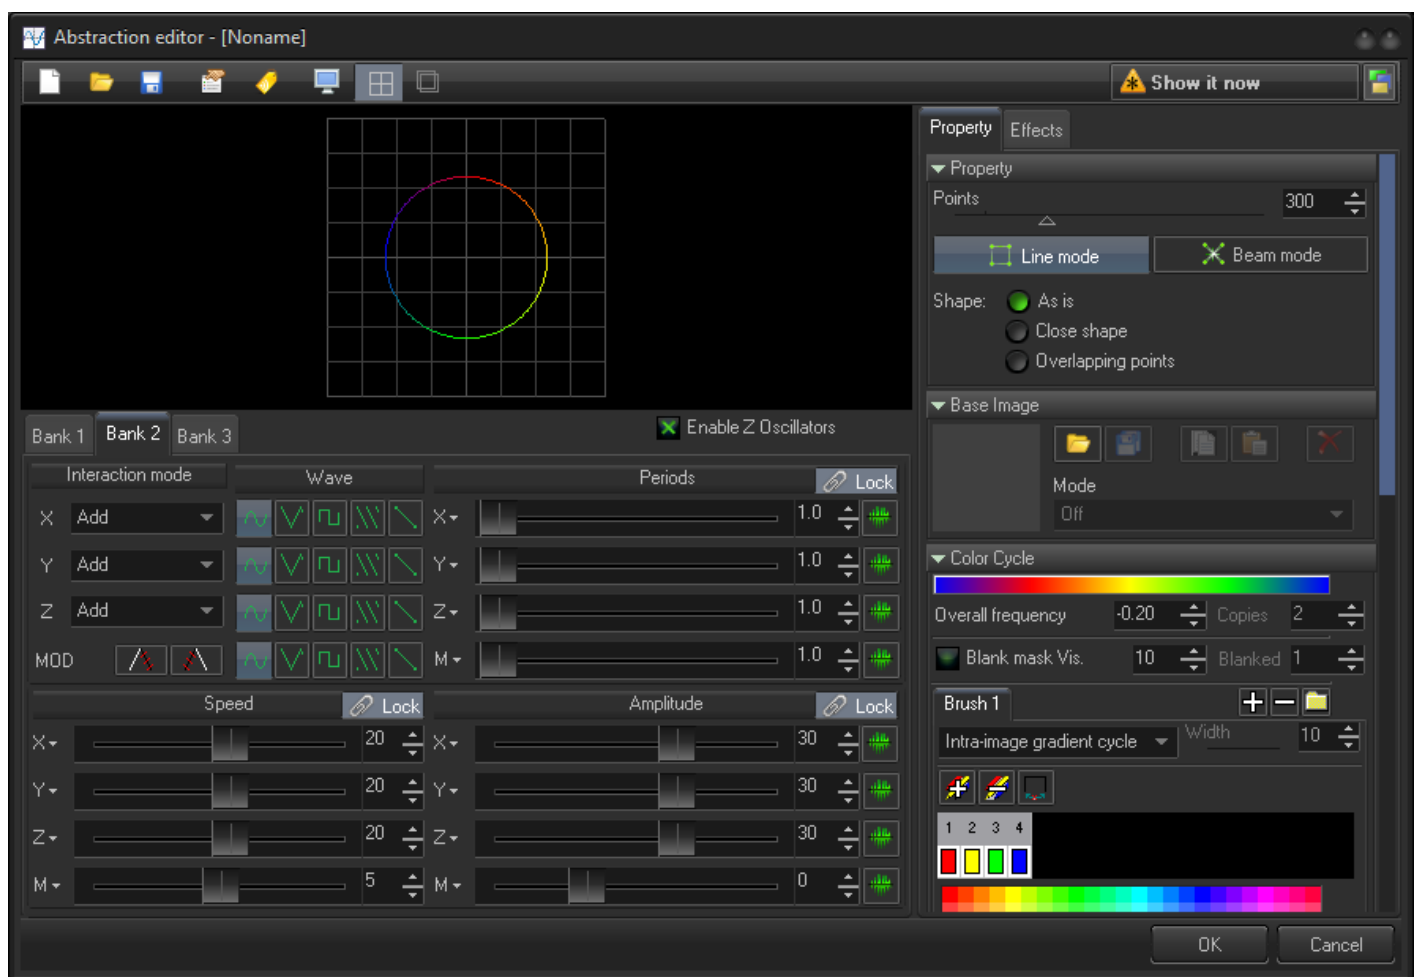 Abstraction editor - [Noname]
Show it now
Property Effects
Property
Points 300
Line mode Beam mode
Shape: As is
Close shape
Overlapping points
Base Image
Mode
Off
Color Cycle
Overall frequency -0.20 Copies 2
Blank mask Vis. 10 Blanked 1
Brush 1
Intra-image gradient cycle Width 10
1 2 3 4
Bank 1 Bank 2 Bank 3 Enable Z Oscillators
Interaction mode Wave Periods Lock
X Add X 1.0
Y Add Y 1.0
Z Add Z 1.0
MOD M 1.0
Speed Lock Amplitude Lock
X 20 X 30
Y 20 Y 30
Z 20 Z 30
M 5 M 0
OK Cancel